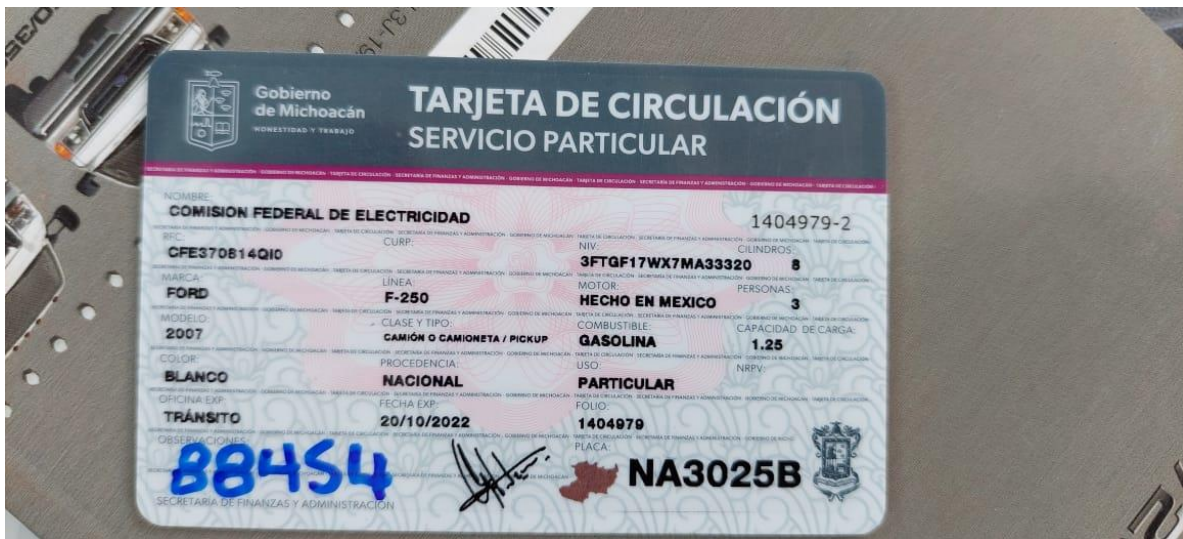 Gobierno
de Michoacán
HONESTIDAD Y TRABAJO
TARJETA DE CIRCULACIÓN
SERVICIO PARTICULAR
NOMBRE:
COMISION FEDERAL DE ELECTRICIDAD
1404979-2
RFC: CURP: NIV: CILINDROS:
CFE370814QI0 3FTGF17WX7MA33320 8
MARCA: LÍNEA: MOTOR: PERSONAS:
FORD F-250 HECHO EN MEXICO 3
MODELO: CLASE Y TIPO: COMBUSTIBLE: CAPACIDAD DE CARGA:
2007 CAMIÓN O CAMIONETA / PICKUP GASOLINA 1.25
COLOR: PROCEDENCIA: USO: NRPV:
BLANCO NACIONAL PARTICULAR
OFICINA EXP: FECHA EXP: FOLIO:
TRÁNSITO 20/10/2022 1404979
OBSERVACIONES: PLACA:
88454 NA3025B
SECRETARIA DE FINANZAS Y ADMINISTRACIÓN